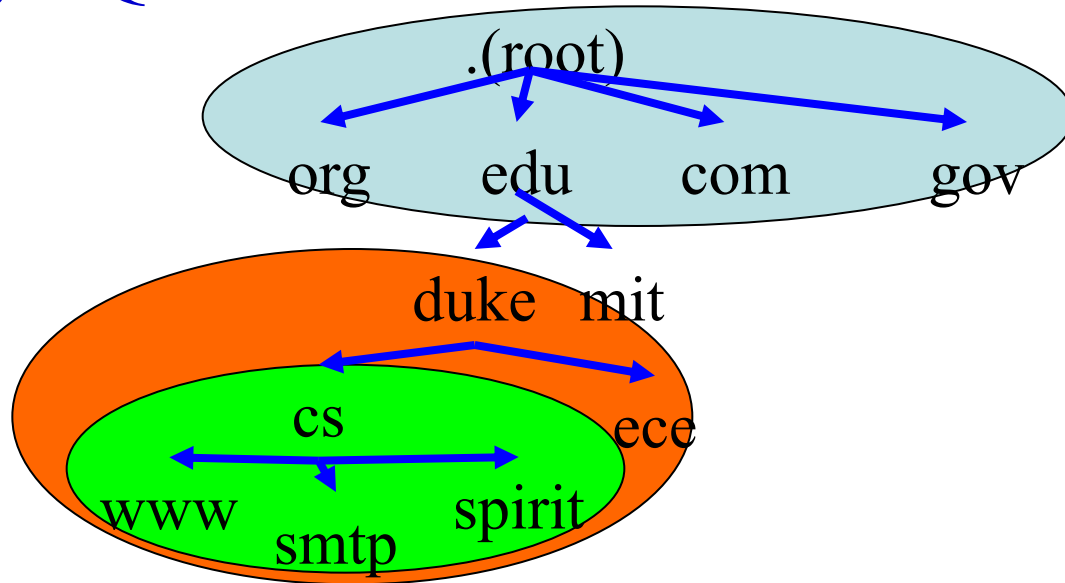 .(root)
org edu com gov
duke mit
cs
ece
www spirit
smtp